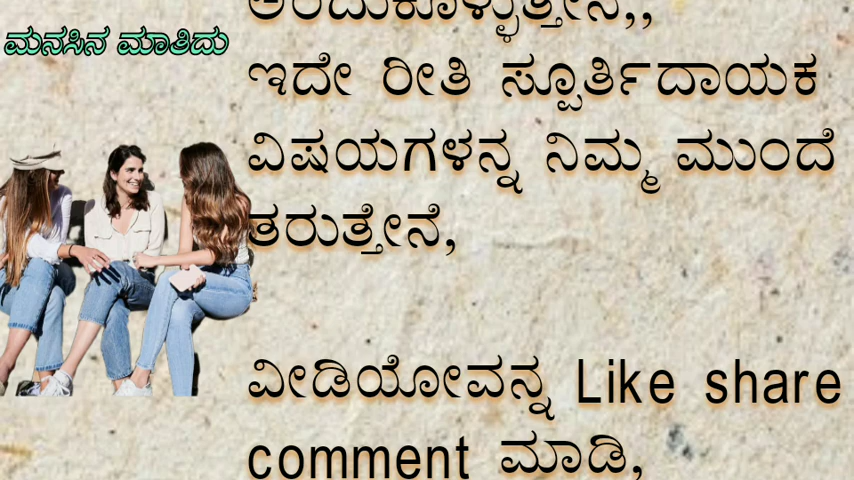 ಮನಸಿನ ಮಾತಿದು
ಇದೇ ರೀತಿ ಸ್ಪೂರ್ತಿದಾಯಕ
ವಿಷಯಗಳನ್ನ ನಿಮ್ಮ ಮುಂದೆ
ತರುತ್ತೇನೆ,
ವೀಡಿಯೋವನ್ನ Like share
comment ಮಾಡಿ,